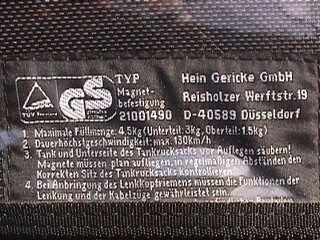 TYP Hein Gericke GmbH
Magnet- Reisholzer Werftstr.19
befestigung
TÜV GS 21001490 D-40589 Düsseldorf
1. Maximale Füllmenge: 4,5kg (Unterteil: 3kg, Oberteil: 1,5kg)
2. Dauerhöchstgeschwindigkeit: max. 130km/h
3. Tank und Unterseite des Tankrucksacks vor Auflegen säubern!
Magnete müssen plan aufliegen, in regelmäßigen Abständen den
Korrekten Sitz des Tankrucksacks kontrollieren
4. Bei Anbringung des Lenkkopfriemens müssen die Funktionen der
Lenkung und der Kabelzüge gewährleistet sein.